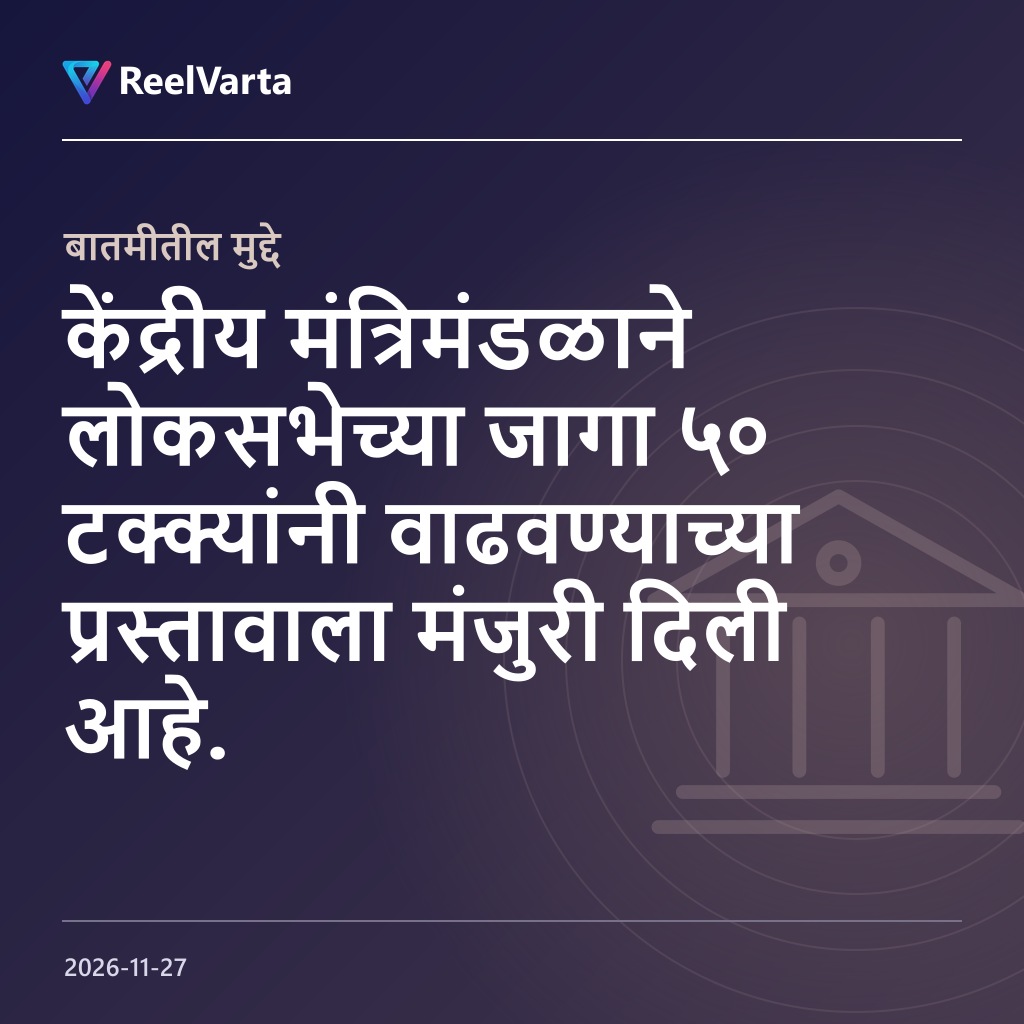 ReelVarta
बातमीतील मुद्दे
केंद्रीय मंत्रिमंडळाने
लोकसभेच्या जागा ५०
टक्क्यांनी वाढवण्याच्या
प्रस्तावाला मंजुरी दिली
आहे.
2026-11-27